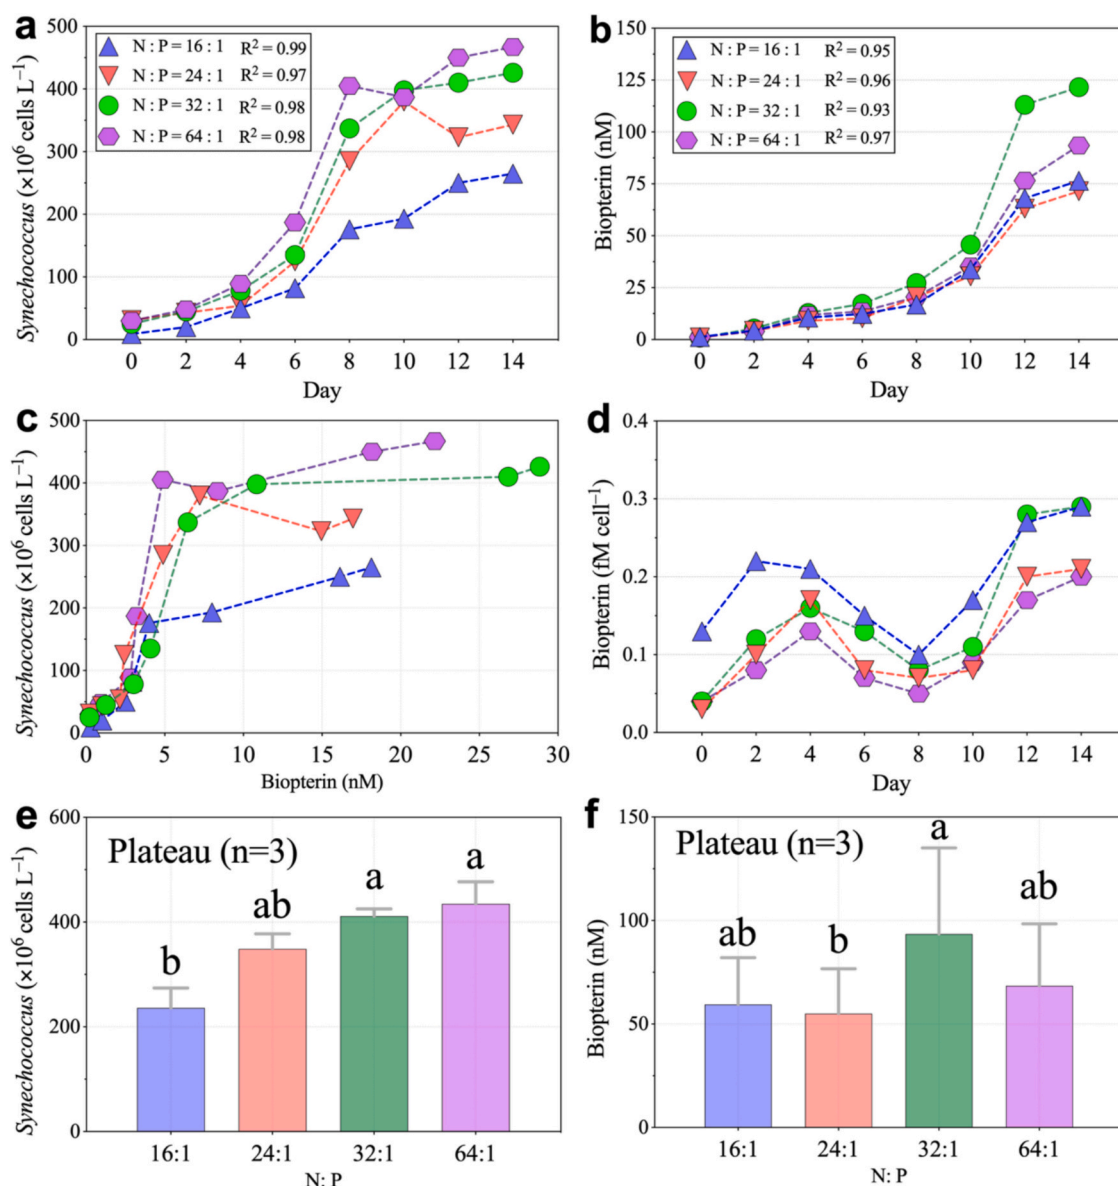 a
Synechococcus (×10⁶ cells L⁻¹)
500
400
300
200
100
0
N : P = 16 : 1 R² = 0.99
N : P = 24 : 1 R² = 0.97
N : P = 32 : 1 R² = 0.98
N : P = 64 : 1 R² = 0.98
0 2 4 6 8 10 12 14
Day
b
Biopterin (nM)
150
125
100
75
50
25
0
N : P = 16 : 1 R² = 0.95
N : P = 24 : 1 R² = 0.96
N : P = 32 : 1 R² = 0.93
N : P = 64 : 1 R² = 0.97
0 2 4 6 8 10 12 14
Day
c
Synechococcus (×10⁶ cells L⁻¹)
500
400
300
200
100
0
0 5 10 15 20 25 30
Biopterin (nM)
d
Biopterin (fM cell⁻¹)
0.4
0.3
0.2
0.1
0.0
0 2 4 6 8 10 12 14
Day
e
Synechococcus (×10⁶ cells L⁻¹)
600
400
200
0
Plateau (n=3)
b
ab
a
a
16:1 24:1 32:1 64:1
N: P
f
Biopterin (nM)
150
100
50
0
Plateau (n=3)
ab
b
a
ab
16:1 24:1 32:1 64:1
N: P